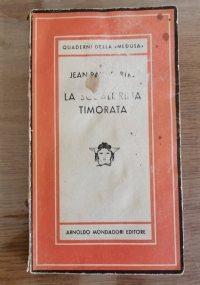 QUADERNI DELLA «MEDUSA»
JEAN
LA
TIMORATA
ARNOLDO MONDADORI EDITORE